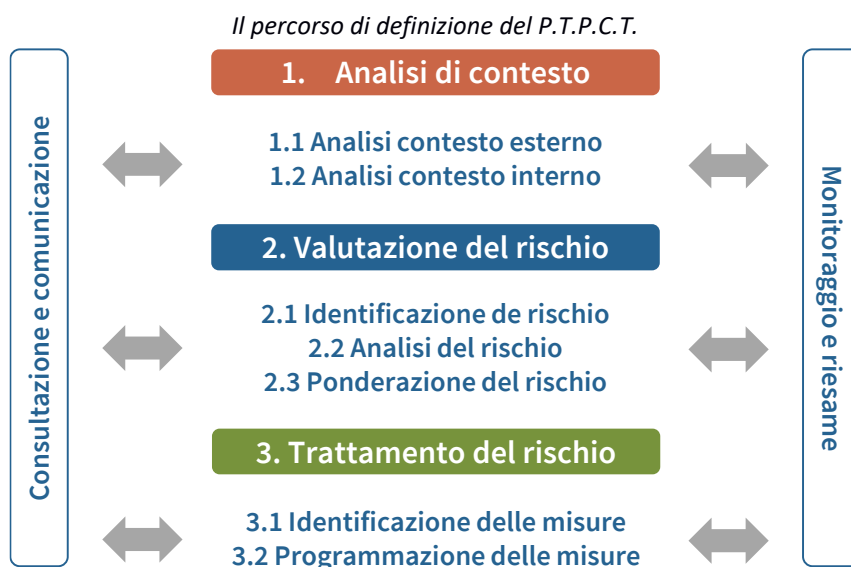 Il percorso di definizione del P.T.P.C.T.
Consultazione e comunicazione
1. Analisi di contesto
1.1 Analisi contesto esterno
1.2 Analisi contesto interno
2. Valutazione del rischio
2.1 Identificazione de rischio
2.2 Analisi del rischio
2.3 Ponderazione del rischio
3. Trattamento del rischio
3.1 Identificazione delle misure
3.2 Programmazione delle misure
Monitoraggio e riesame